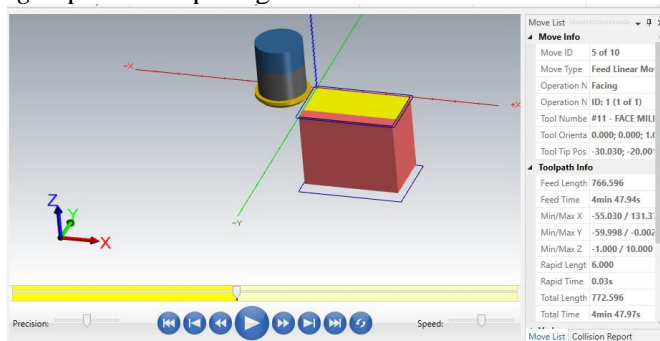 Move List
Move Info
Move ID 5 of 10
Move Type Feed Linear Mo
Operation N Facing
Operation N ID: 1 (1 of 1)
Tool Numbe #11 - FACE MILL
Tool Orienta 0.000; 0.000; 1.0
Tool Tip Pos -30.030; -20.00
Toolpath Info
Feed Length 766.596
Feed Time 4min 47.94s
Min/Max X -55.030 / 131.3
Min/Max Y -59.998 / -0.002
Min/Max Z -1.000 / 10.000
Rapid Lengt 6.000
Rapid Time 0.03s
Total Length 772.596
Total Time 4min 47.97s
Move List Collision Report
-X
+X
-Y
Z
Y
X
Precision:
Speed: